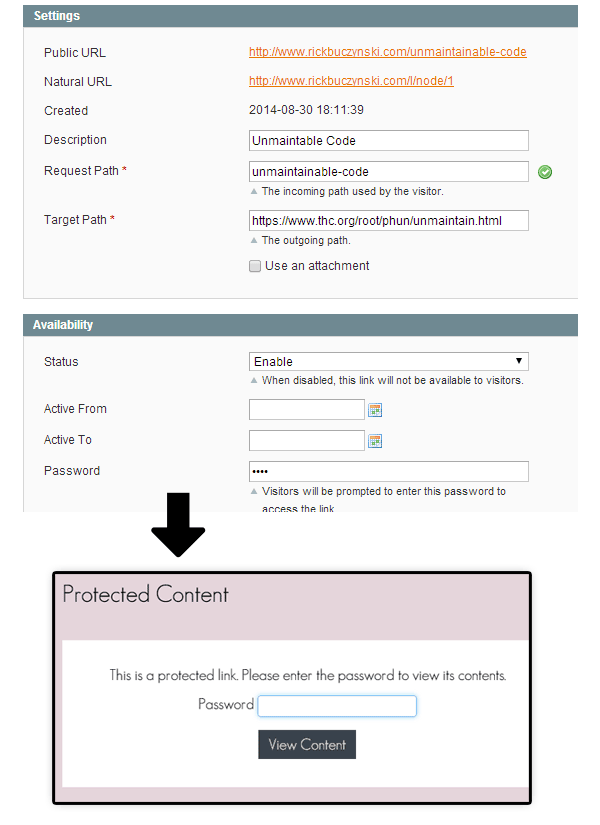 Settings
Public URL http://www.rickbuczynski.com/unmaintainable-code
Natural URL http://www.rickbuczynski.com/l/node/1
Created 2014-08-30 18:11:39
Description Unmaintable Code
Request Path * unmaintainable-code
The incoming path used by the visitor.
Target Path * https://www.thc.org/root/phun/unmaintain.html
The outgoing path.
Use an attachment
Availability
Status Enable
When disabled, this link will not be available to visitors.
Active From
Active To
Password ••••
Visitors will be prompted to enter this password to
access the link
Protected Content
This is a protected link. Please enter the password to view its contents.
Password
View Content